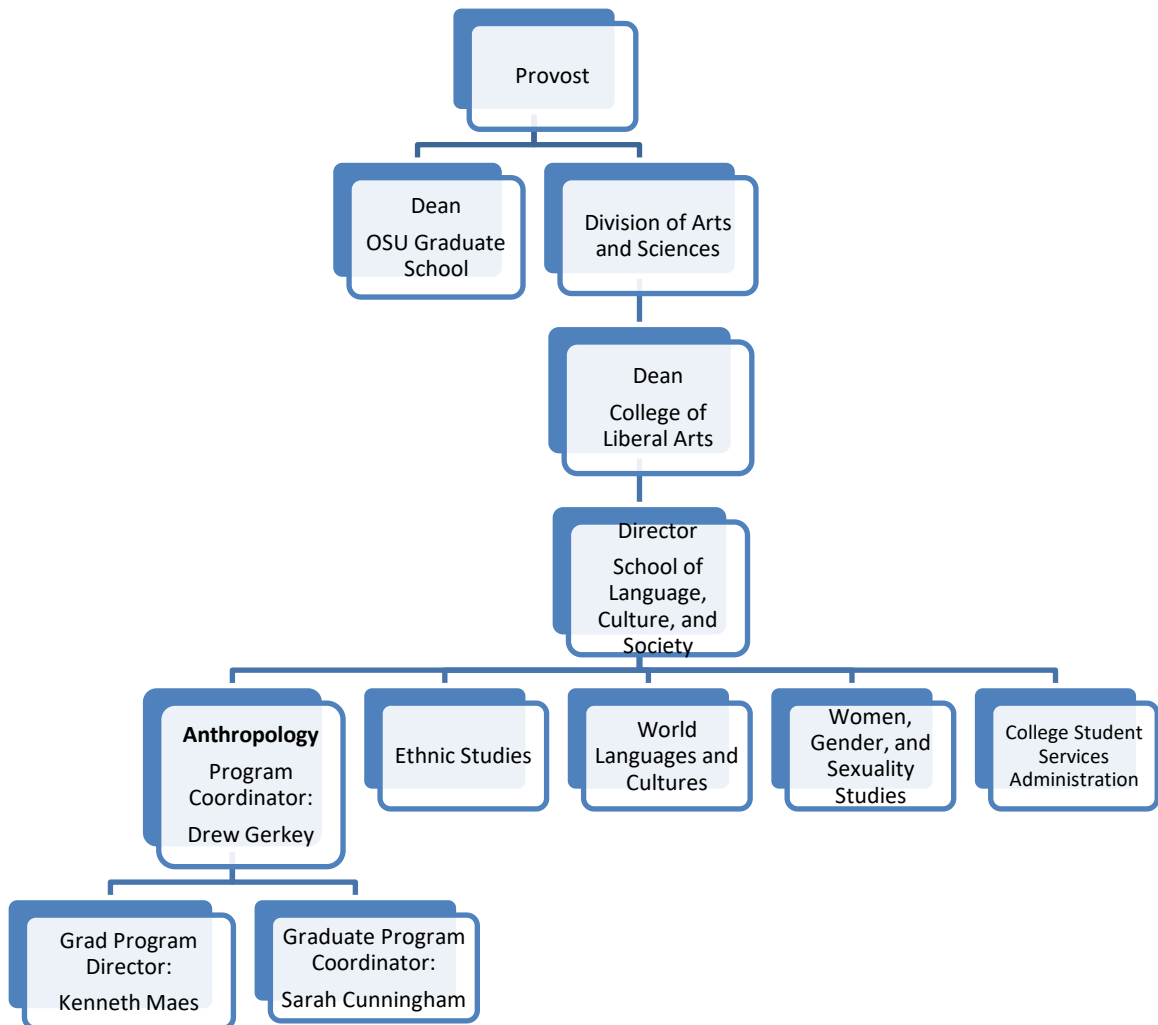 Provost
Dean
OSU Graduate
School
Division of Arts
and Sciences
Dean
College of
Liberal Arts
Director
School of
Language,
Culture, and
Society
Anthropology
Program
Coordinator:
Drew Gerkey
Ethnic Studies
World
Languages and
Cultures
Women,
Gender, and
Sexuality
Studies
College Student
Services
Administration
Grad Program
Director:
Kenneth Maes
Graduate Program
Coordinator:
Sarah Cunningham